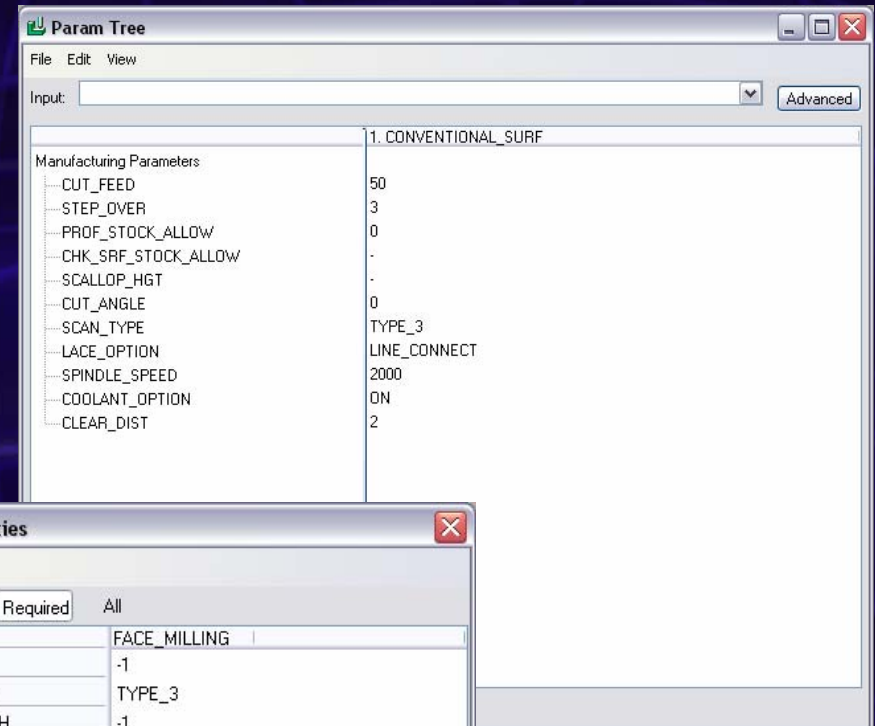 Param Tree
File Edit View
Input: Advanced
1. CONVENTIONAL_SURF
Manufacturing Parameters
CUT_FEED 50
STEP_OVER 3
PROF_STOCK_ALLOW 0
CHK_SRF_STOCK_ALLOW -
SCALLOP_HGT -
CUT_ANGLE 0
SCAN_TYPE TYPE_3
LACE_OPTION LINE_CONNECT
SPINDLE_SPEED 2000
COOLANT_OPTION ON
CLEAR_DIST 2
Required All
FACE_MILLING
-1
TYPE_3
-1